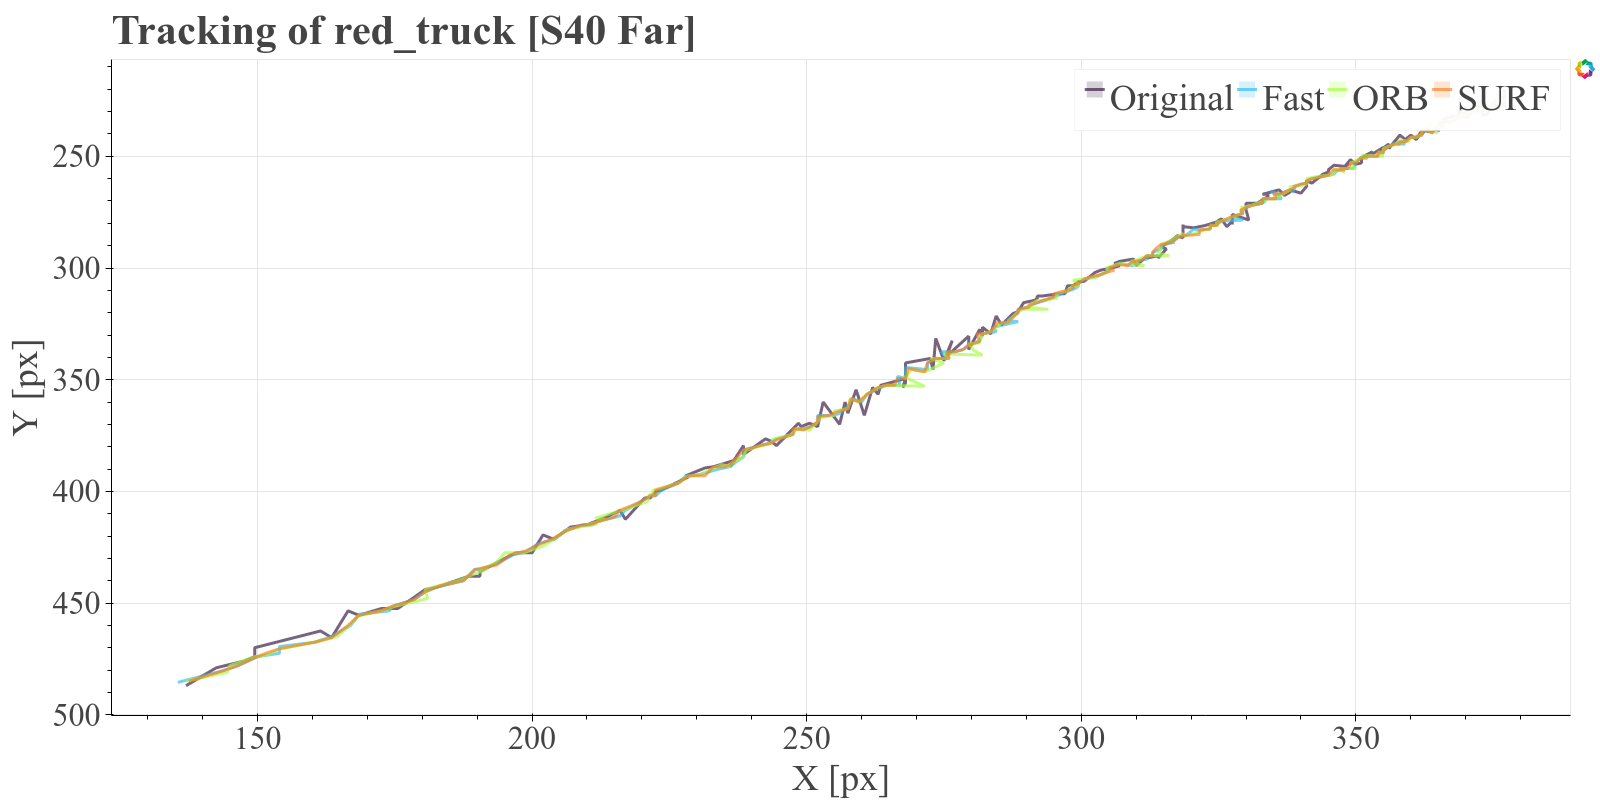 Tracking of red_truck [S40 Far]
Original Fast ORB SURF
250
300
350
400
450
500
Y [px]
150 200 250 300 350
X [px]